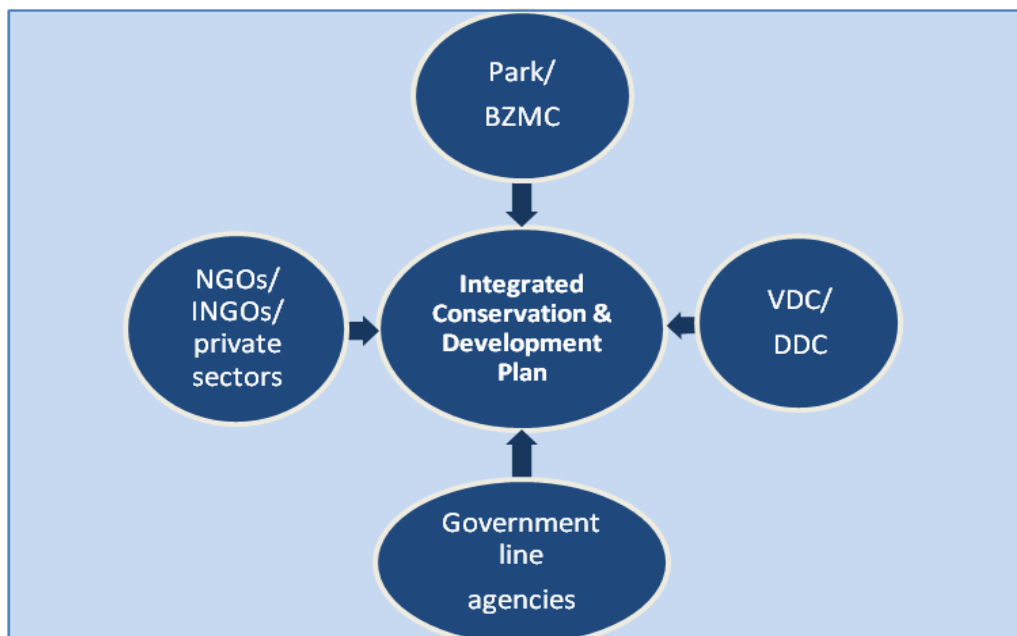 Park/
BZMC
NGOs/
INGOs/
private
sectors
Integrated
Conservation &
Development
Plan
VDC/
DDC
Government
line
agencies